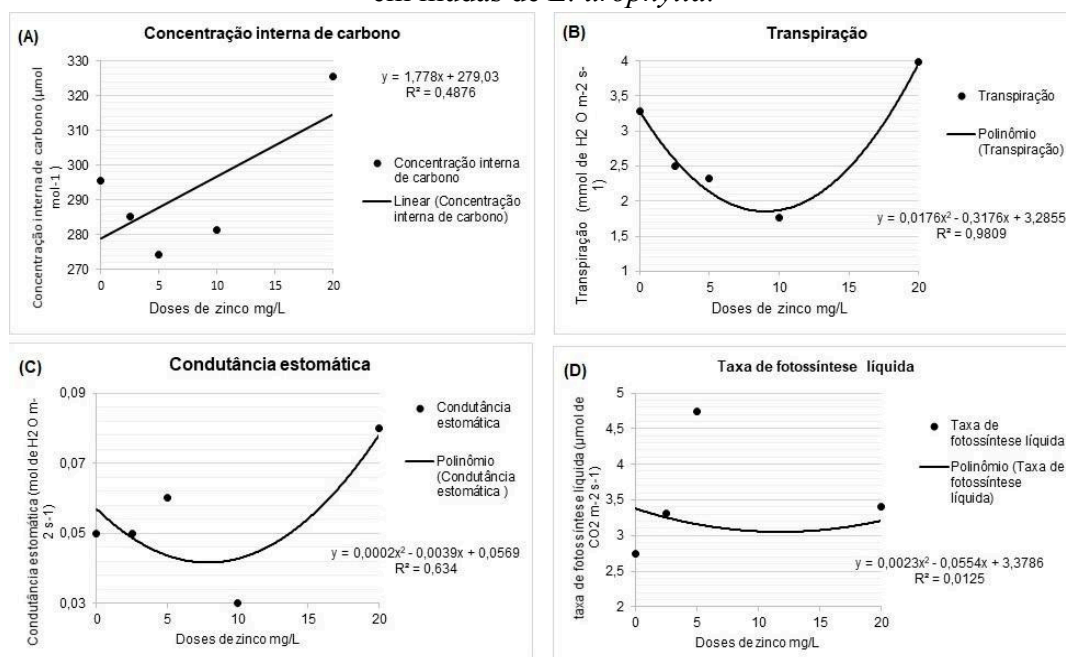 em mudas de E. urophylla.
(A)
Concentração interna de carbono
330
320
310
300
290
280
270
0
5
10
15
20
Concentração interna de carbono (µmol
mol-1 )
Doses de zinco mg/L
y = 1,778x + 279,03
R² = 0,4876
Concentração interna
de carbono
Linear (Concentração
interna de carbono)
(B)
Transpiração
4
3,5
3
2,5
2
1,5
1
0
5
10
15
20
Transpiração (mmol de H2 O m-2 s-
1)
Doses de zinco mg/L
Transpiração
Polinômio
(Transpiração)
y = 0,0176x² - 0,3176x + 3,2855
R² = 0,9809
(C)
Condutância estomática
0,09
0,07
0,05
0,03
0
5
10
15
20
Condutância estomática (mol de H2 O m-
2 s-1)
Doses de zinco mg/L
Condutância
estomática
Polinômio
(Condutância
estomática )
y = 0,0002x² - 0,0039x + 0,0569
R² = 0,634
(D)
Taxa de fotossíntese líquida
5
4,5
4
3,5
3
2,5
2
0
5
10
15
20
taxa de fotossíntese líquida (µmol de
CO2 m-2 s-1)
Doses de zinco mg/L
Taxa de
fotossíntese líquida
Polinômio (Taxa de
fotossíntese
líquida)
y = 0,0023x² - 0,0554x + 3,3786
R² = 0,0125